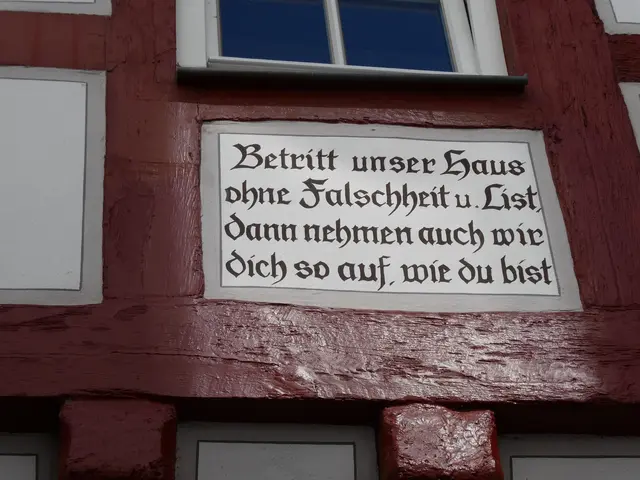 Betritt unser Haus
ohne Falschheit u. List,
dann nehmen auch wir
dich so auf, wie du bist